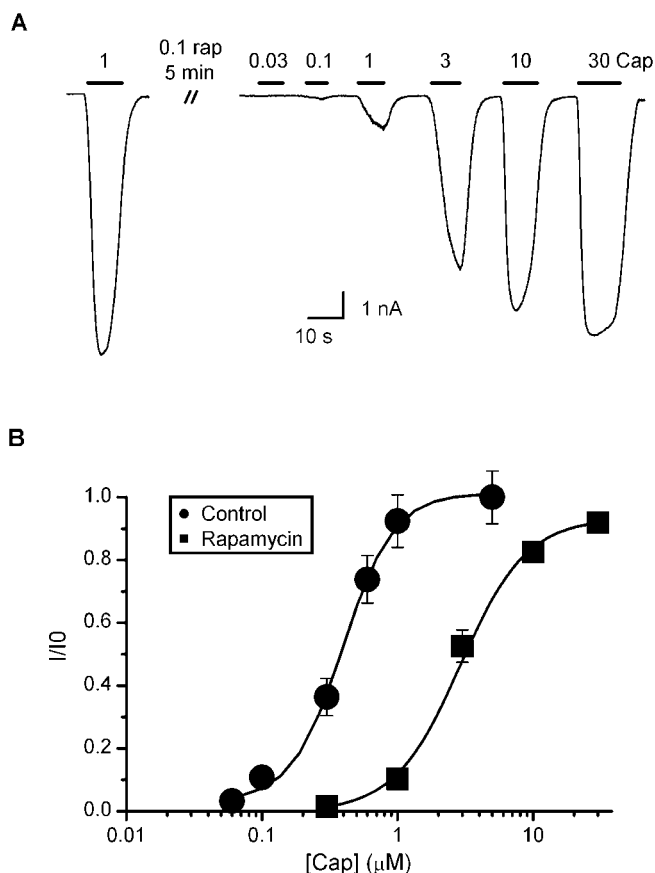 A
1
0.1 rap
5 min
//
0.03 0.1 1 3 10 30 Cap
1 nA
10 s
B
Control
Rapamycin
1.0
0.8
0.6
0.4
0.2
0.0
I/I0
0.01 0.1 1 10
[Cap] (μM)